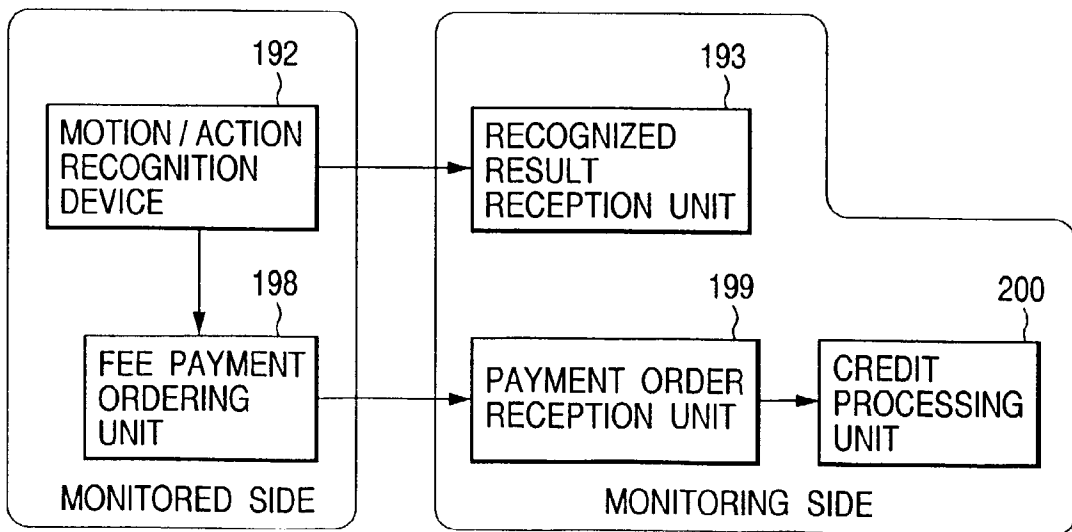 192
MOTION / ACTION
RECOGNITION
DEVICE
193
RECOGNIZED
RESULT
RECEPTION UNIT
198
FEE PAYMENT
ORDERING
UNIT
199
PAYMENT ORDER
RECEPTION UNIT
200
CREDIT
PROCESSING
UNIT
MONITORED SIDE
MONITORING SIDE